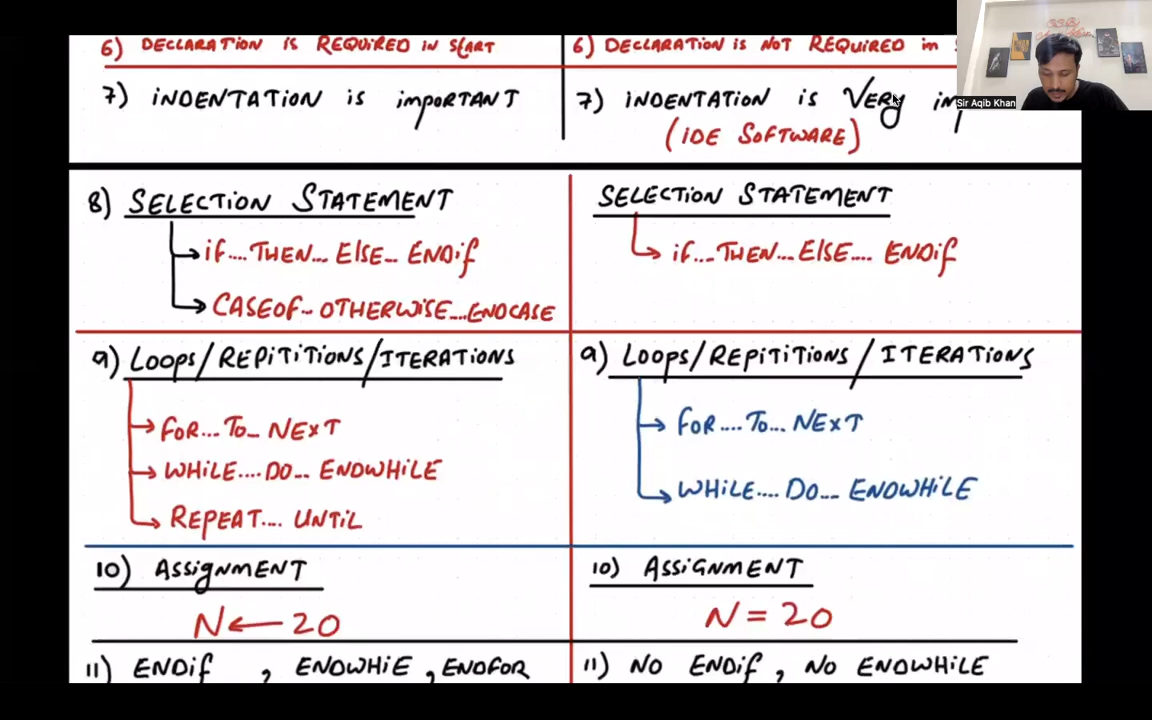 6) DECLARATION IS REQUIRED IN START
6) DECLARATION IS NOT REQUIRED in
7) INDENTATION IS IMPORTANT
7) INDENTATION IS VERY
(IDE SOFTWARE)
Sir Aqib Khan
8) SELECTION STATEMENT
if....THEN... ELSE... ENDif
CASEOF... OTHERWISE....ENDCASE
SELECTION STATEMENT
if...THEN...ELSE.... ENDif
9) LOOPS/REPITITIONS/ITERATIONS
FOR...TO... NEXT
WHILE....DO... ENDWHILE
REPEAT.... UNTIL
9) LOOPS/REPITITIONS / ITERATIONS
FOR....TO... NEXT
WHILE.... DO... ENDWHILE
10) ASSIGNMENT
N ← 20
10) ASSIGNMENT
N = 20
11) ENDif , ENDWHIE , ENDFOR
11) NO ENDif , NO ENDWHILE